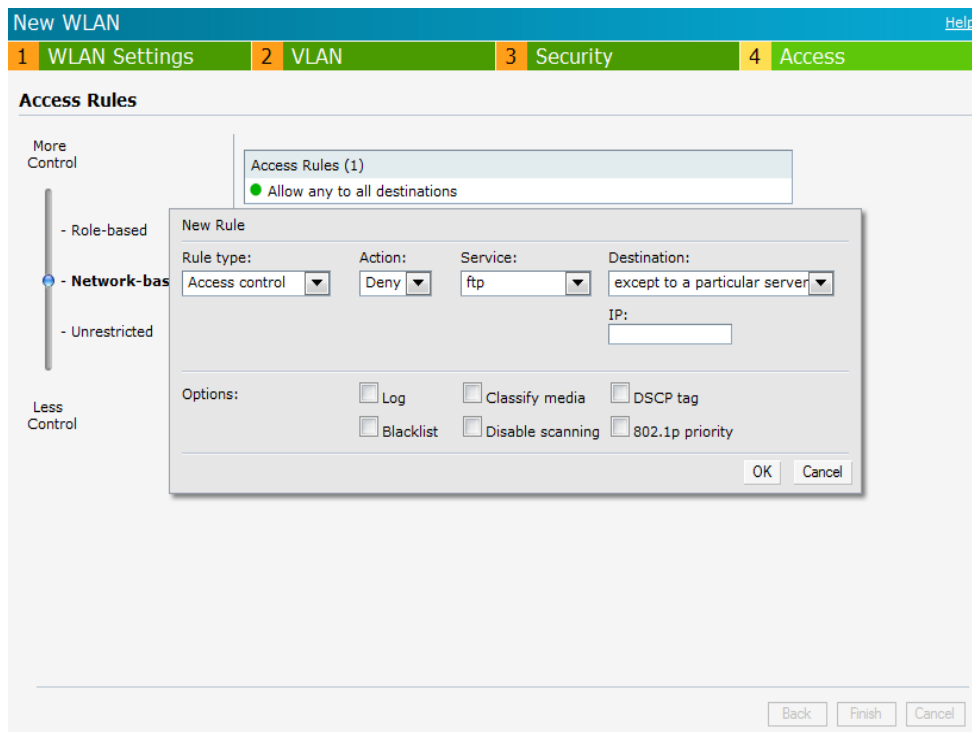 New WLAN
Help
1 WLAN Settings 2 VLAN 3 Security 4 Access
Access Rules
More
Control
- Role-based
- Network-bas
- Unrestricted
Less
Control
Access Rules (1)
Allow any to all destinations
New Rule
Rule type: Action: Service: Destination:
Access control Deny ftp except to a particular server
IP:
Options:
Log Classify media DSCP tag
Blacklist Disable scanning 802.1p priority
OK Cancel
Back Finish Cancel